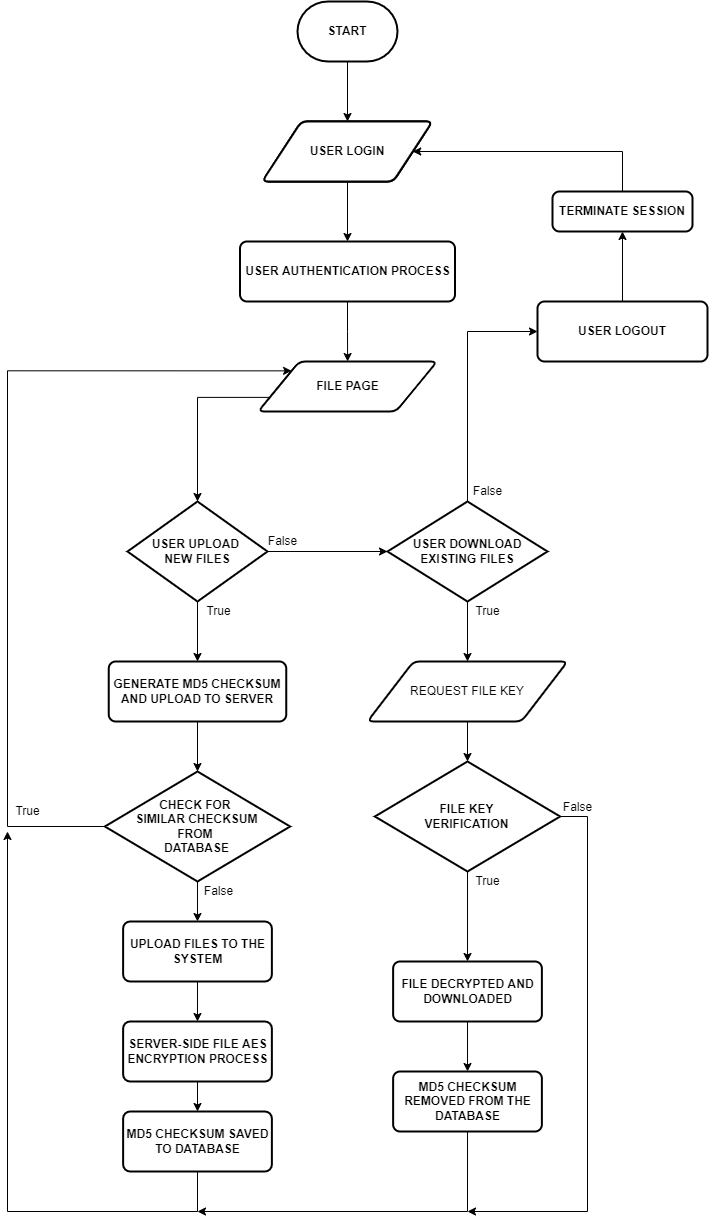 START
USER LOGIN
TERMINATE SESSION
USER AUTHENTICATION PROCESS
USER LOGOUT
FILE PAGE
False
USER UPLOAD
NEW FILES
False
USER DOWNLOAD
EXISTING FILES
True
True
GENERATE MD5 CHECKSUM
AND UPLOAD TO SERVER
REQUEST FILE KEY
True
CHECK FOR
SIMILAR CHECKSUM
FROM
DATABASE
FILE KEY
VERIFICATION
False
False
True
UPLOAD FILES TO THE
SYSTEM
FILE DECRYPTED AND
DOWNLOADED
SERVER-SIDE FILE AES
ENCRYPTION PROCESS
MD5 CHECKSUM
REMOVED FROM THE
DATABASE
MD5 CHECKSUM SAVED
TO DATABASE